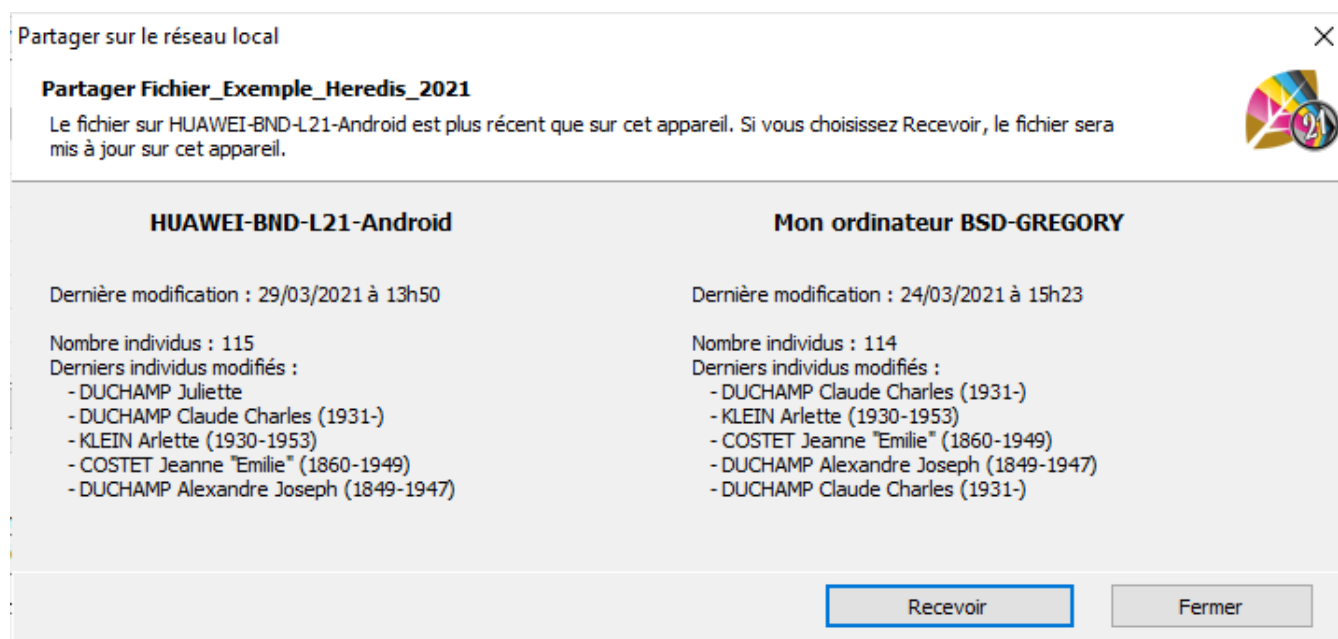 Partager sur le réseau local
Partager Fichier_Exemple_Heredis_2021
Le fichier sur HUAWEI-BND-L21-Android est plus récent que sur cet appareil. Si vous choisissez Recevoir, le fichier sera
mis à jour sur cet appareil.
21
HUAWEI-BND-L21-Android
Dernière modification : 29/03/2021 à 13h50
Nombre individus : 115
Derniers individus modifiés :
- DUCHAMP Juliette
- DUCHAMP Claude Charles (1931-)
- KLEIN Arlette (1930-1953)
- COSTET Jeanne "Emilie" (1860-1949)
- DUCHAMP Alexandre Joseph (1849-1947)
Mon ordinateur BSD-GREGORY
Dernière modification : 24/03/2021 à 15h23
Nombre individus : 114
Derniers individus modifiés :
- DUCHAMP Claude Charles (1931-)
- KLEIN Arlette (1930-1953)
- COSTET Jeanne "Emilie" (1860-1949)
- DUCHAMP Alexandre Joseph (1849-1947)
- DUCHAMP Claude Charles (1931-)
Recevoir
Fermer